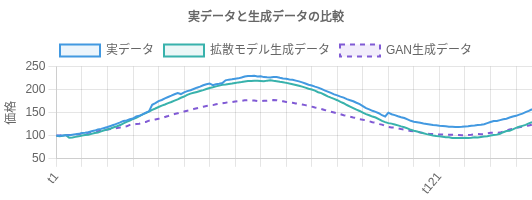 実データと生成データの比較
実データ
拡散モデル生成データ
GAN生成データ
250
200
150
100
50
価格
t1
t121